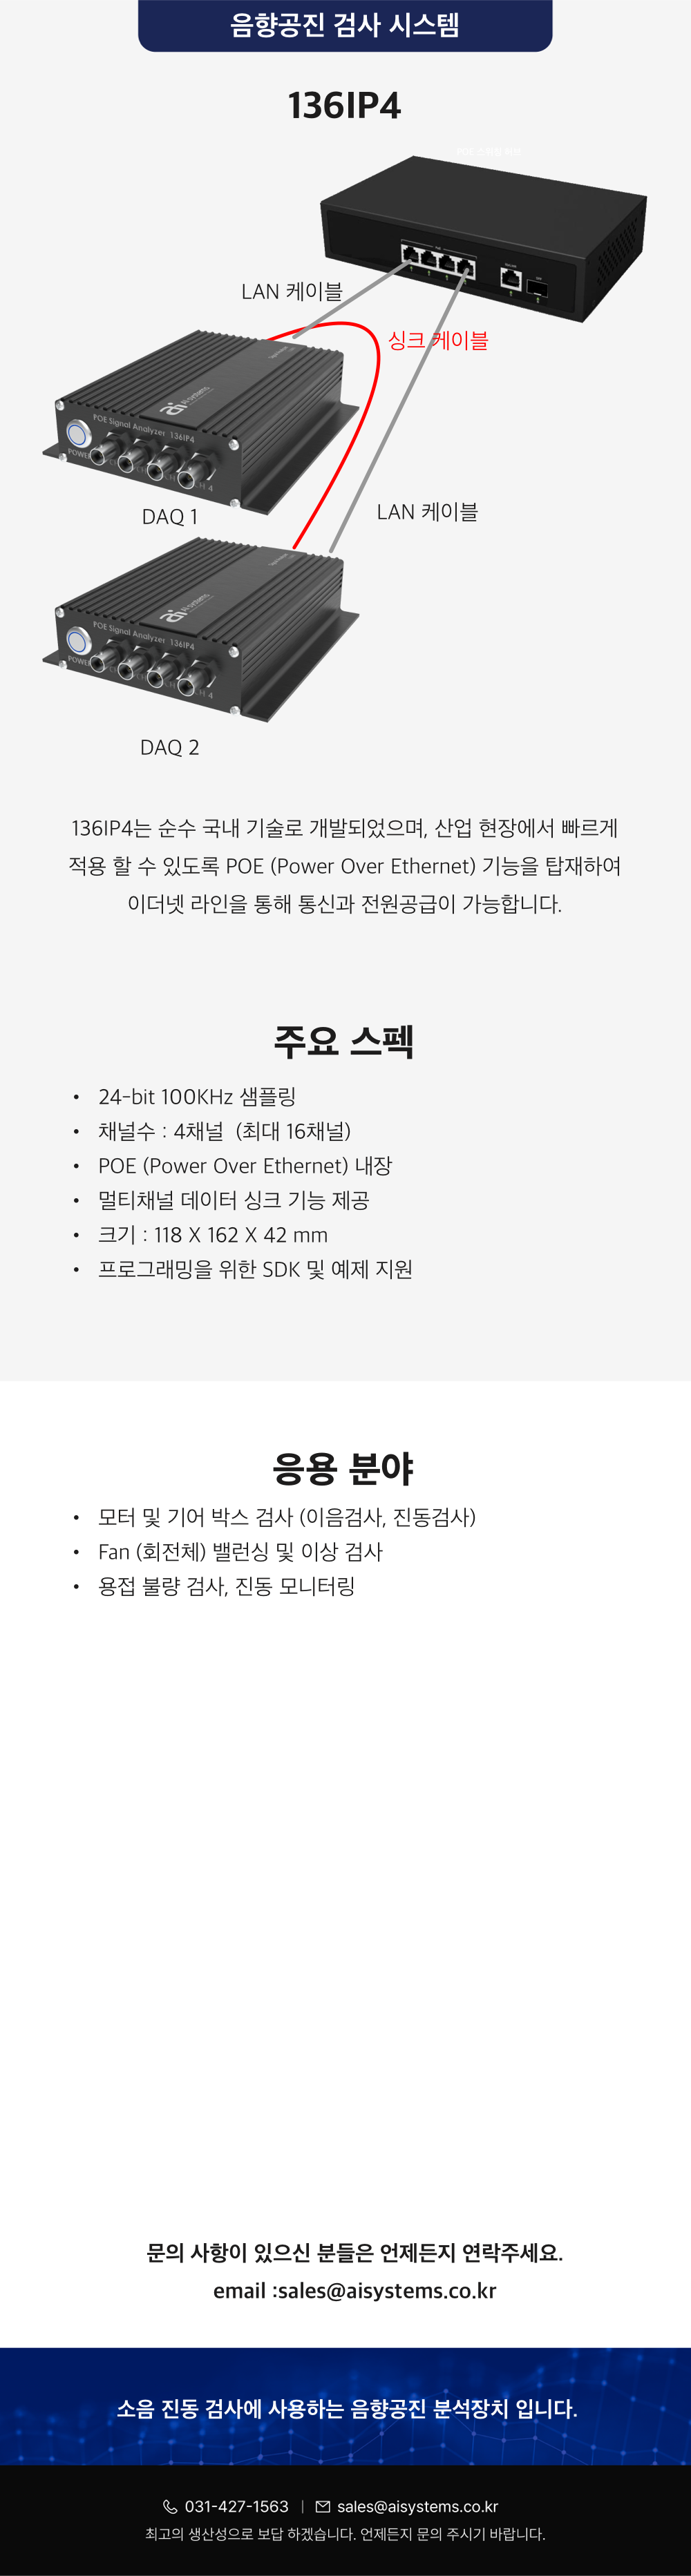 음향공진 검사 시스템
136IP4
POE 스위칭 허브
LAN 케이블
싱크 케이블
ai systems
POE Signal Analyzer 136IP4
POWER
CH 4
DAQ 1
LAN 케이블
ai systems
POE Signal Analyzer 136IP4
POWER
CH 4
DAQ 2
136IP4는 순수 국내 기술로 개발되었으며, 산업 현장에서 빠르게
적용 할 수 있도록 POE (Power Over Ethernet) 기능을 탑재하여
이더넷 라인을 통해 통신과 전원공급이 가능합니다.
주요 스펙
• 24-bit 100KHz 샘플링
• 채널수 : 4채널 (최대 16채널)
• POE (Power Over Ethernet) 내장
• 멀티채널 데이터 싱크 기능 제공
• 크기 : 118 X 162 X 42 mm
• 프로그래밍을 위한 SDK 및 예제 지원
응용 분야
• 모터 및 기어 박스 검사 (이음검사, 진동검사)
• Fan (회전체) 밸런싱 및 이상 검사
• 용접 불량 검사, 진동 모니터링
문의 사항이 있으신 분들은 언제든지 연락주세요.
email :sales@aisystems.co.kr
소음 진동 검사에 사용하는 음향공진 분석장치 입니다.
031-427-1563 | sales@aisystems.co.kr
최고의 생산성으로 보답 하겠습니다. 언제든지 문의 주시기 바랍니다.